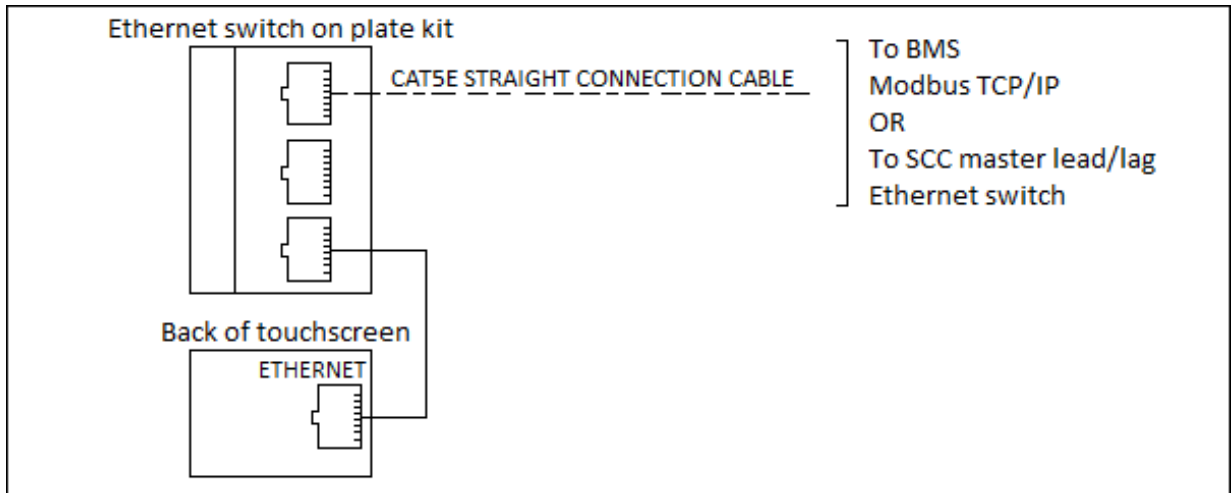 Ethernet switch on plate kit
CAT5E STRAIGHT CONNECTION CABLE
To BMS
Modbus TCP/IP
OR
To SCC master lead/lag
Ethernet switch
Back of touchscreen
ETHERNET